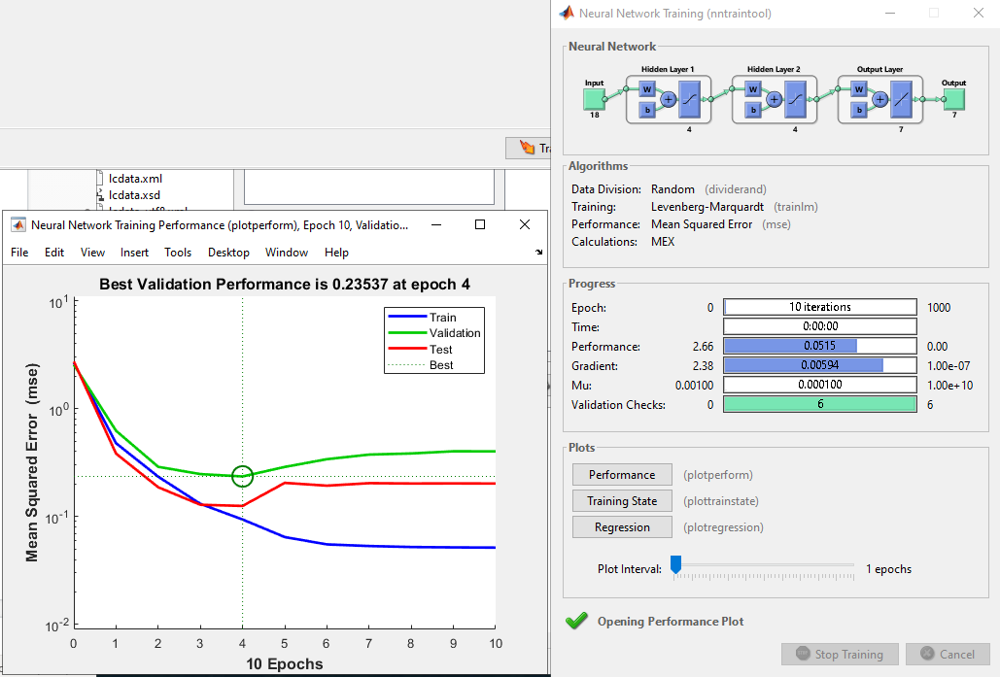 Neural Network Training (nntraintool)
Neural Network
Hidden Layer 1
Hidden Layer 2
Output Layer
Input
Output
W
W
W
b
b
b
18
4
4
7
7
Algorithms
Data Division: Random (dividerand)
Training: Levenberg-Marquardt (trainlm)
Performance: Mean Squared Error (mse)
Calculations: MEX
Progress
Epoch: 0 10 iterations 1000
Time: 0:00:00
Performance: 2.66 0.0515 0.00
Gradient: 2.38 0.00594 1.00e-07
Mu: 0.00100 0.000100 1.00e+10
Validation Checks: 0 6 6
Plots
Performance (plotperform)
Training State (plottrainstate)
Regression (plotregression)
Plot Interval: 1 epochs
Opening Performance Plot
Stop Training Cancel
lcdata.xml
lcdata.xsd
Neural Network Training Performance (plotperform), Epoch 10, Validatio...
File Edit View Insert Tools Desktop Window Help
Best Validation Performance is 0.23537 at epoch 4
Train
Validation
Test
Best
Mean Squared Error (mse)
10^1
10^0
10^-1
10^-2
0 1 2 3 4 5 6 7 8 9 10
10 Epochs